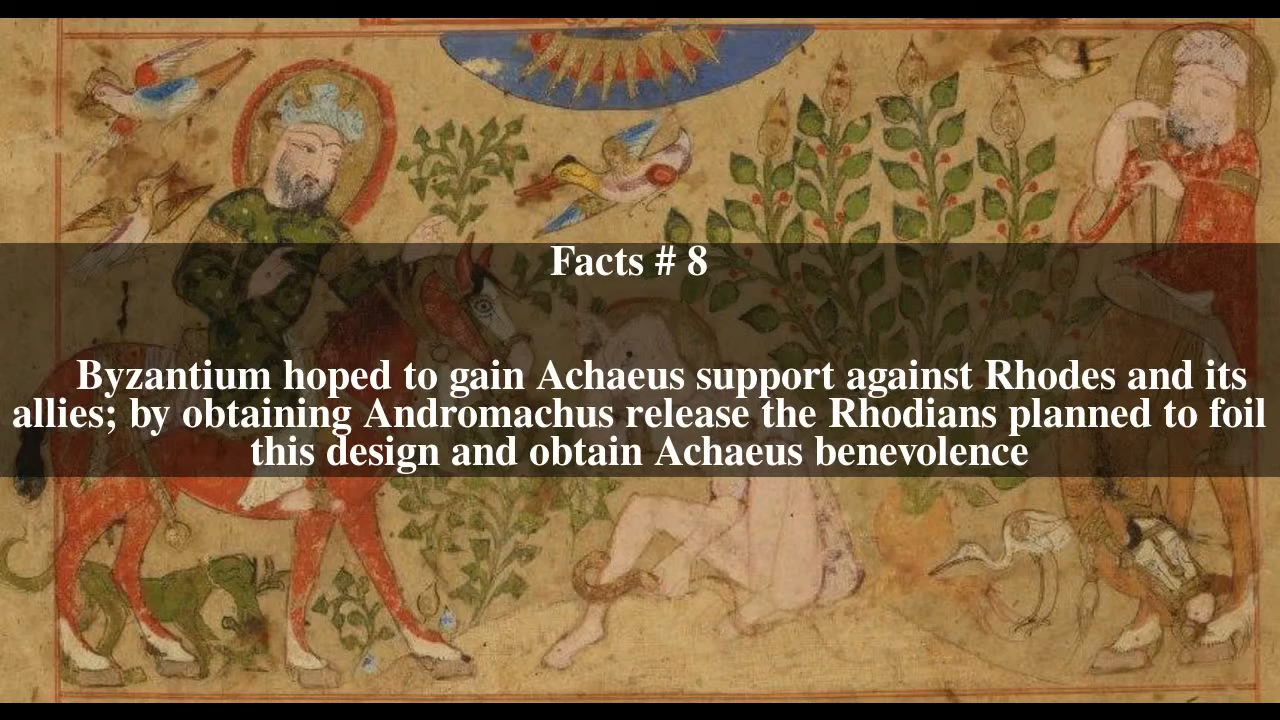 Facts # 8
Byzantium hoped to gain Achaeus support against Rhodes and its
allies; by obtaining Andromachus release the Rhodians planned to foil
this design and obtain Achaeus benevolence